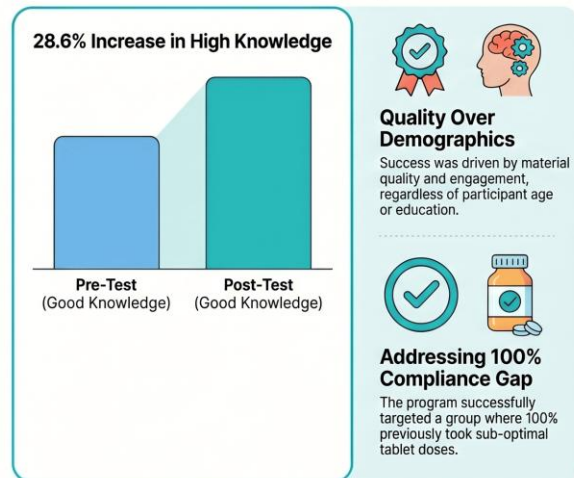 28.6% Increase in High Knowledge
Pre-Test
(Good Knowledge)
Post-Test
(Good Knowledge)
Quality Over
Demographics
Success was driven by material
quality and engagement,
regardless of participant age
or education.
Addressing 100%
Compliance Gap
The program successfully
targeted a group where 100%
previously took sub-optimal
tablet doses.